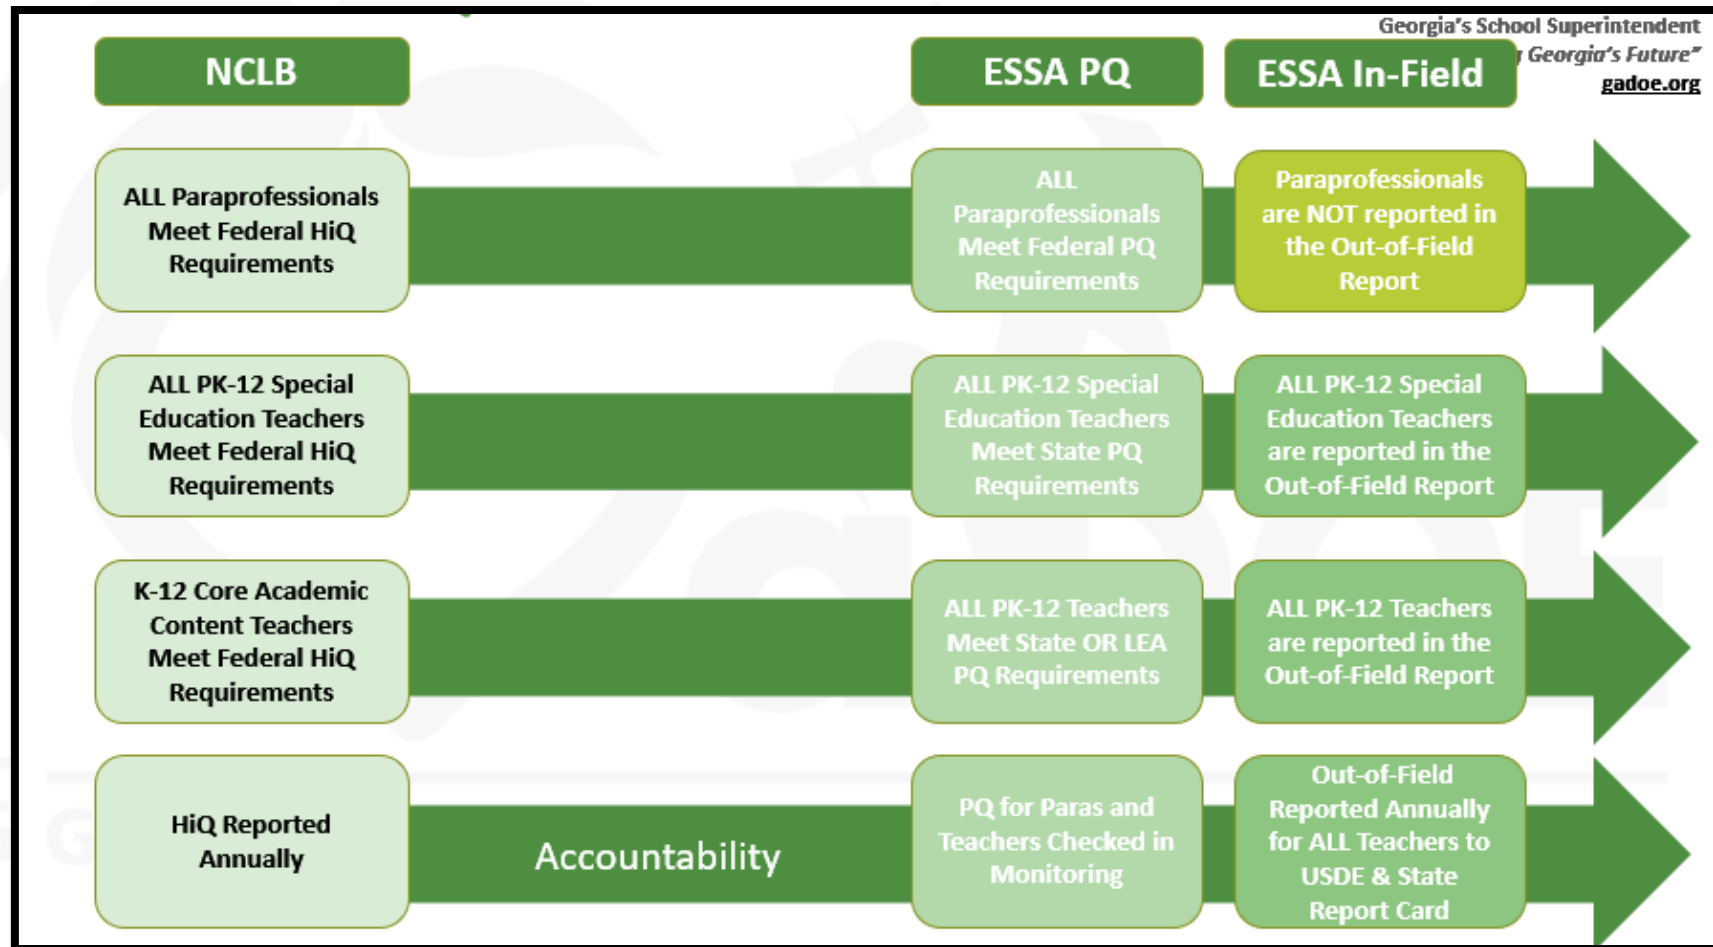 Georgia's School Superintendent
Georgia's Future"
gadoe.org
NCLB
ESSA PQ
ESSA In-Field
ALL Paraprofessionals
Meet Federal HiQ
Requirements
ALL
Paraprofessionals
Meet Federal PQ
Requirements
Paraprofessionals
are NOT reported in
the Out-of-Field
Report
ALL PK-12 Special
Education Teachers
Meet Federal HiQ
Requirements
ALL PK-12 Special
Education Teachers
Meet State PQ
Requirements
ALL PK-12 Special
Education Teachers
are reported in the
Out-of-Field Report
K-12 Core Academic
Content Teachers
Meet Federal HiQ
Requirements
ALL PK-12 Teachers
Meet State OR LEA
PQ Requirements
ALL PK-12 Teachers
are reported in the
Out-of-Field Report
HiQ Reported
Annually
Accountability
PQ for Paras and
Teachers Checked in
Monitoring
Out-of-Field
Reported Annually
for ALL Teachers to
USDE & State
Report Card